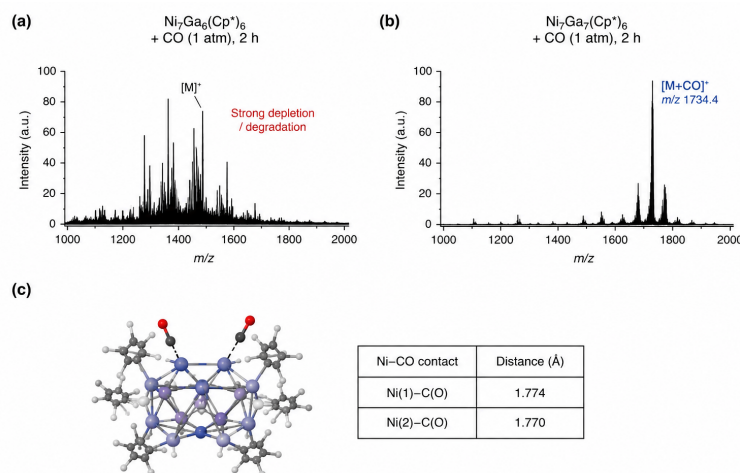 (a)
Ni₇Ga₆(Cp*)₆
+ CO (1 atm), 2 h
Intensity (a.u.)
100
80
60
40
20
0
[M]⁺
Strong depletion
/ degradation
1000 1200 1400 1600 1800 2000
m/z
(b)
Ni₇Ga₇(Cp*)₆
+ CO (1 atm), 2 h
Intensity (a.u.)
100
80
60
40
20
0
[M+CO]⁺
m/z 1734.4
1000 1200 1400 1600 1800 2000
m/z
(c)
Ni–CO contact Distance (Å)
Ni(1)–C(O) 1.774
Ni(2)–C(O) 1.770